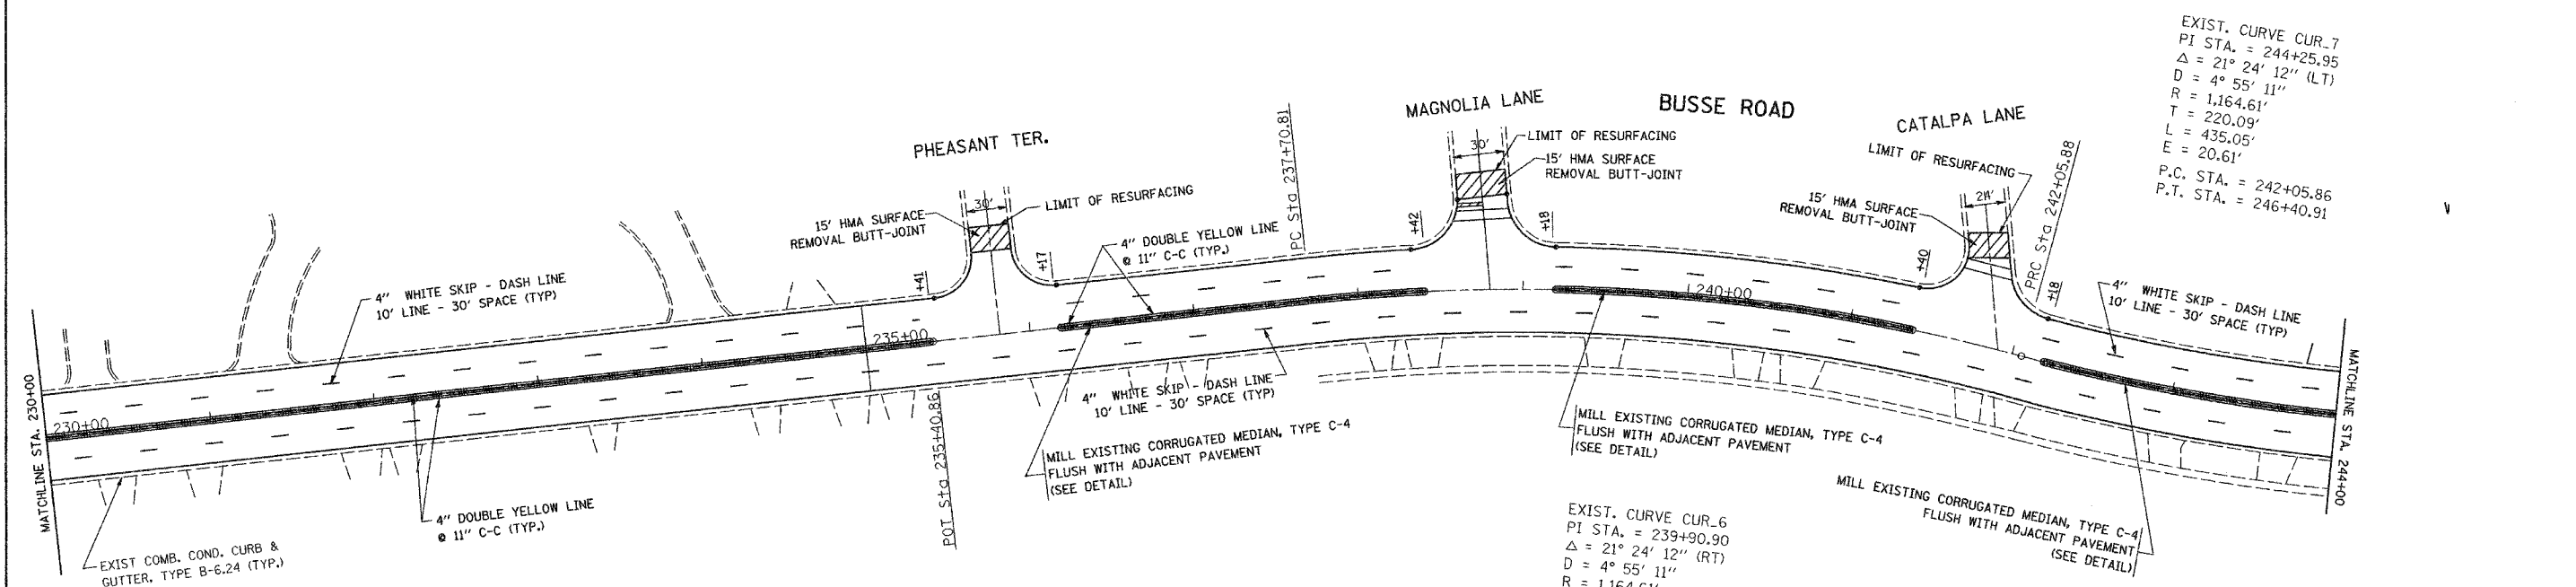 EXIST. CURVE CUR_7
PI STA. = 244+25.95
Δ = 21° 24' 12" (LT)
D = 4° 55' 11"
R = 1,164.61'
T = 220.09'
L = 435.05'
E = 20.61'
P.C. STA. = 242+05.86
P.T. STA. = 246+40.91
MAGNOLIA LANE
BUSSE ROAD
CATALPA LANE
PHEASANT TER.
PC Sta 237+70.81
LIMIT OF RESURFACING
30'
15' HMA SURFACE
REMOVAL BUTT-JOINT
LIMIT OF RESURFACING
PRC Sta 242+05.88
24'
15' HMA SURFACE
REMOVAL BUTT-JOINT
30'
LIMIT OF RESURFACING
15' HMA SURFACE
REMOVAL BUTT-JOINT
4" DOUBLE YELLOW LINE
@ 11" C-C (TYP.)
+41
+17
+42
+18
+40
+18
4" WHITE SKIP - DASH LINE
10' LINE - 30' SPACE (TYP)
4" WHITE SKIP - DASH LINE
10' LINE - 30' SPACE (TYP)
240+00
235+00
230+00
MATCHLINE STA. 230+00
MATCHLINE STA. 244+00
4" WHITE SKIP - DASH LINE
10' LINE - 30' SPACE (TYP)
POT Sta 235+40.86
MILL EXISTING CORRUGATED MEDIAN, TYPE C-4
FLUSH WITH ADJACENT PAVEMENT
(SEE DETAIL)
MILL EXISTING CORRUGATED MEDIAN, TYPE C-4
FLUSH WITH ADJACENT PAVEMENT
(SEE DETAIL)
MILL EXISTING CORRUGATED MEDIAN, TYPE C-4
FLUSH WITH ADJACENT PAVEMENT
(SEE DETAIL)
4" DOUBLE YELLOW LINE
@ 11" C-C (TYP.)
EXIST COMB. COND. CURB &
GUTTER, TYPE B-6.24 (TYP.)
EXIST. CURVE CUR_6
PI STA. = 239+90.90
Δ = 21° 24' 12" (RT)
D = 4° 55' 11"
R = 1,164.61'